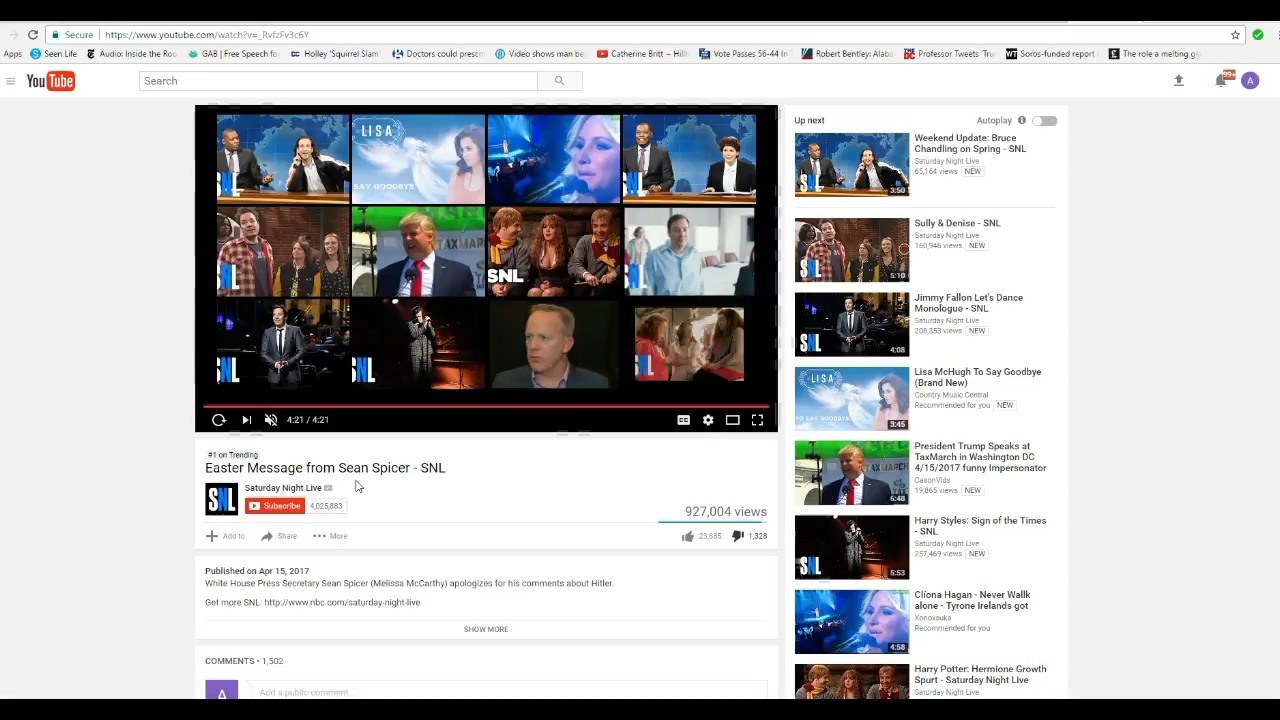 Secure
https://www.youtube.com/watch?v=_RvfzFv3c6Y
Apps Seen Life Audio: Inside the Roo GAB | Free Speech fo Holley 'Squirrel Slam' Doctors could prescr Video shows man be Catherine Britt — Hill Vote Passes 56-44 In Robert Bentley: Alaba Professor Tweets 'Tru Soros-funded report The role a melting gle
YouTube
Search
99+
A
LISA
SAY GOODBYE
TAXMAR
SNL
4:21 / 4:21
CC
#1 on Trending
Easter Message from Sean Spicer - SNL
SNL
Saturday Night Live
Subscribe 4,025,883
927,004 views
Add to Share More
23,685 1,328
Published on Apr 15, 2017
White House Press Secretary Sean Spicer (Melissa McCarthy) apologizes for his comments about Hitler.
Get more SNL: http://www.nbc.com/saturday-night-live
SHOW MORE
COMMENTS • 1,502
A
Add a public comment...
Up next
Autoplay
Weekend Update: Bruce
Chandling on Spring - SNL
Saturday Night Live
65,164 views NEW
3:50
Sully & Denise - SNL
Saturday Night Live
160,946 views NEW
5:10
Jimmy Fallon Let's Dance
Monologue - SNL
Saturday Night Live
208,353 views NEW
4:08
Lisa McHugh To Say Goodbye
(Brand New)
Country Music Central
Recommended for you NEW
3:45
President Trump Speaks at
TaxMarch in Washington DC
4/15/2017 funny Impersonator
CasonVids
19,865 views NEW
6:48
Harry Styles: Sign of the Times
- SNL
Saturday Night Live
257,469 views NEW
5:53
Clíona Hagan - Never Wallk
alone - Tyrone Irelands got
Xonoxauka
Recommended for you
4:58
Harry Potter: Hermione Growth
Spurt - Saturday Night Live
Saturday Night Live